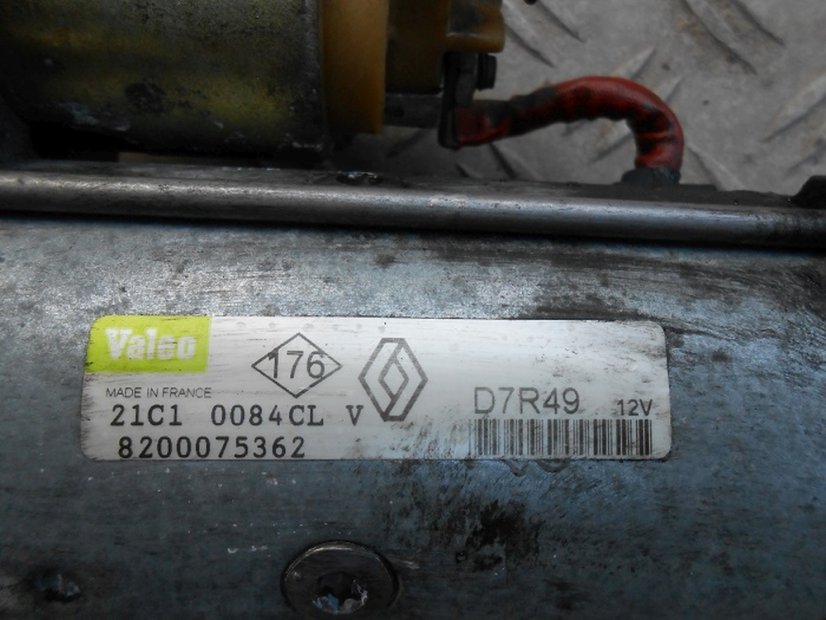 Valeo
176
MADE IN FRANCE
D7R49 12V
21C1 0084CL V
8200075362